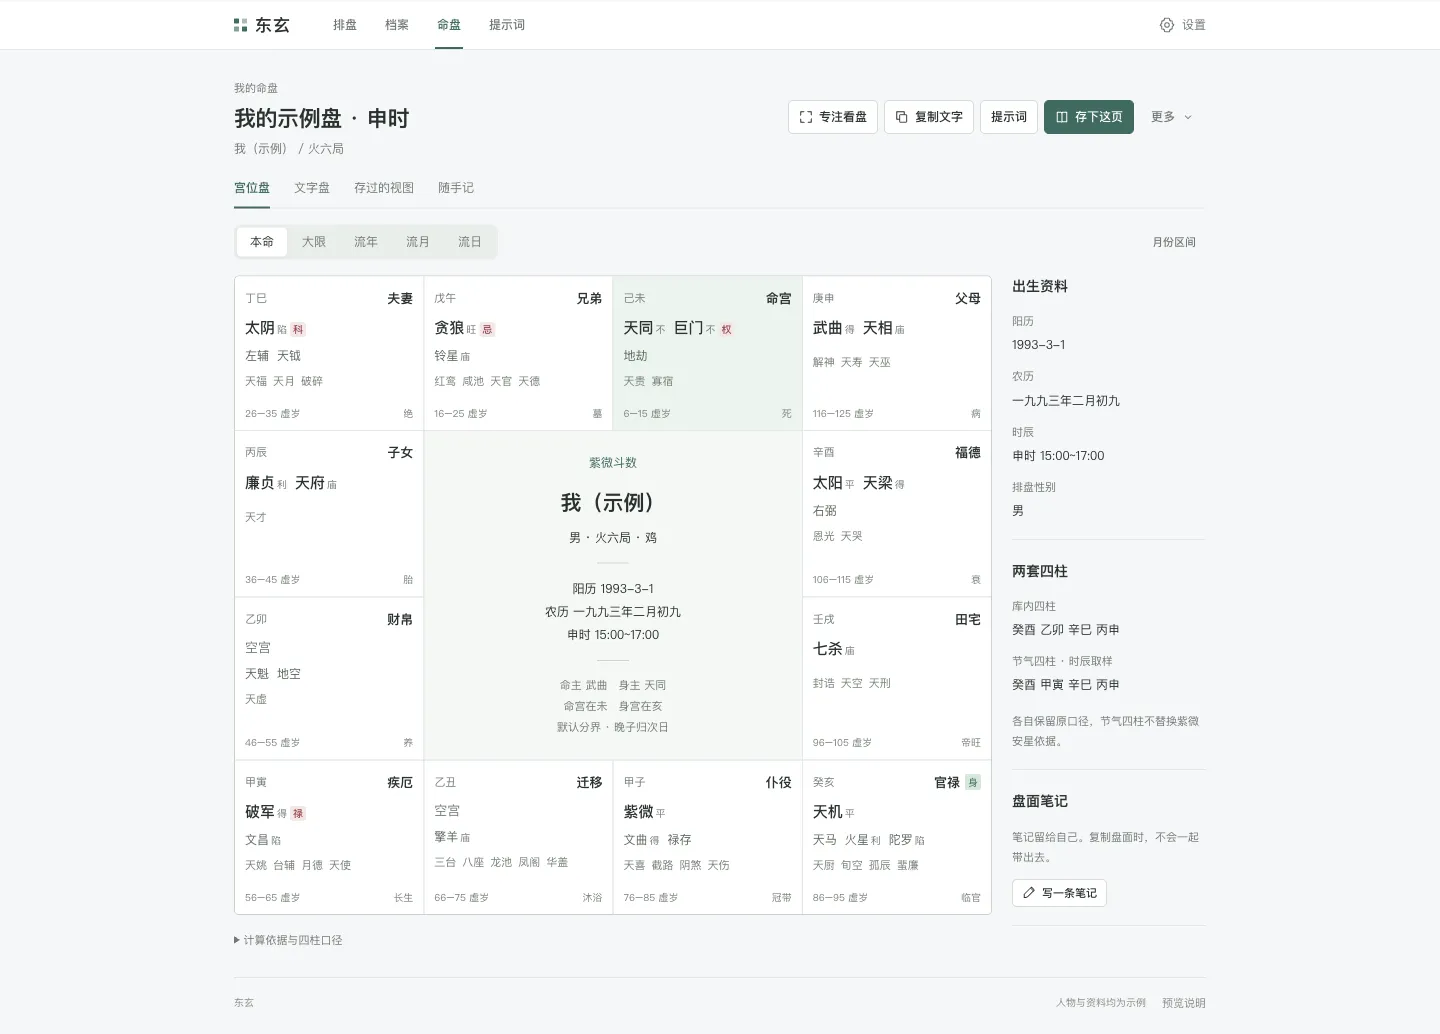 东玄 排盘 档案 命盘 提示词 设置
我的命盘
我的示例盘 · 申时
我（示例） / 火六局
专注看盘 复制文字 提示词 存下这页 更多
宫位盘 文字盘 存过的视图 随手记
本命 大限 流年 流月 流日 月份区间
丁巳 夫妻
太阴 陷 科
左辅 天钺
天福 天月 破碎
26—35 虚岁 绝
戊午 兄弟
贪狼 旺 忌
铃星 庙
红鸾 咸池 天官 天德
16—25 虚岁 墓
己未 命宫
天同 不 巨门 不 权
地劫
天贵 寡宿
6—15 虚岁 死
庚申 父母
武曲 得 天相 庙
解神 天寿 天巫
116—125 虚岁 病
丙辰 子女
廉贞 利 天府 庙
天才
36—45 虚岁 胎
紫微斗数
我（示例）
男 · 火六局 · 鸡
阳历 1993-3-1
农历 一九九三年二月初九
申时 15:00~17:00
命主 武曲 身主 天同
命宫在未 身宫在亥
默认分界 · 晚子归次日
辛酉 福德
太阳 平 天梁 得
右弼
恩光 天哭
106—115 虚岁 衰
乙卯 财帛
空宫
天魁 地空
天虚
46—55 虚岁 养
壬戌 田宅
七杀 庙
封诰 天空 天刑
96—105 虚岁 帝旺
甲寅 疾厄
破军 得 禄
文昌 陷
天姚 台辅 月德 天使
56—65 虚岁 长生
乙丑 迁移
空宫
擎羊 庙
三台 八座 龙池 凤阁 华盖
66—75 虚岁 沐浴
甲子 仆役
紫微 平
文曲 得 禄存
天喜 截路 阴煞 天伤
76—85 虚岁 冠带
癸亥 官禄 身
天机 平
天马 火星 利 陀罗 陷
天厨 旬空 孤辰 蜚廉
86—95 虚岁 临官
出生资料
阳历
1993-3-1
农历
一九九三年二月初九
时辰
申时 15:00~17:00
排盘性别
男
两套四柱
库内四柱
癸酉 乙卯 辛巳 丙申
节气四柱 · 时辰取样
癸酉 甲寅 辛巳 丙申
各自保留原口径，节气四柱不替换紫微
安星依据。
盘面笔记
笔记留给自己。复制盘面时，不会一起
带出去。
写一条笔记
计算依据与四柱口径
东玄 人物与资料均为示例 预览说明